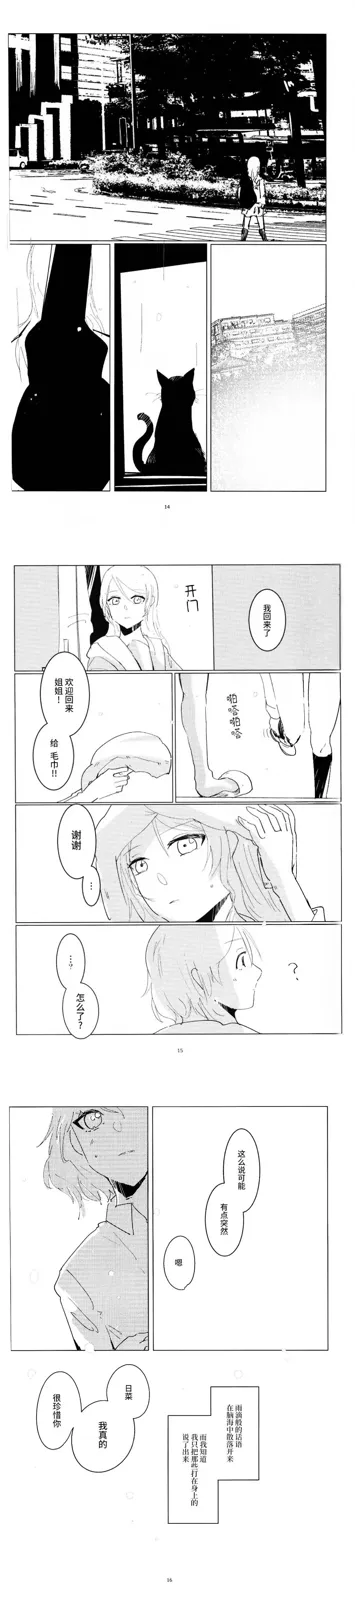 14
我回来了
开门
啪嗒啪嗒
欢迎回来
姐姐！
给 毛巾!!
谢谢
…
?
…
怎么了？
15
这么说可能
有点突然
嗯
雨滴般的话语
在脑海中散落开来
而我知道
我只把那些打在身上的
说了出来
日菜
我真的
很珍惜你
16